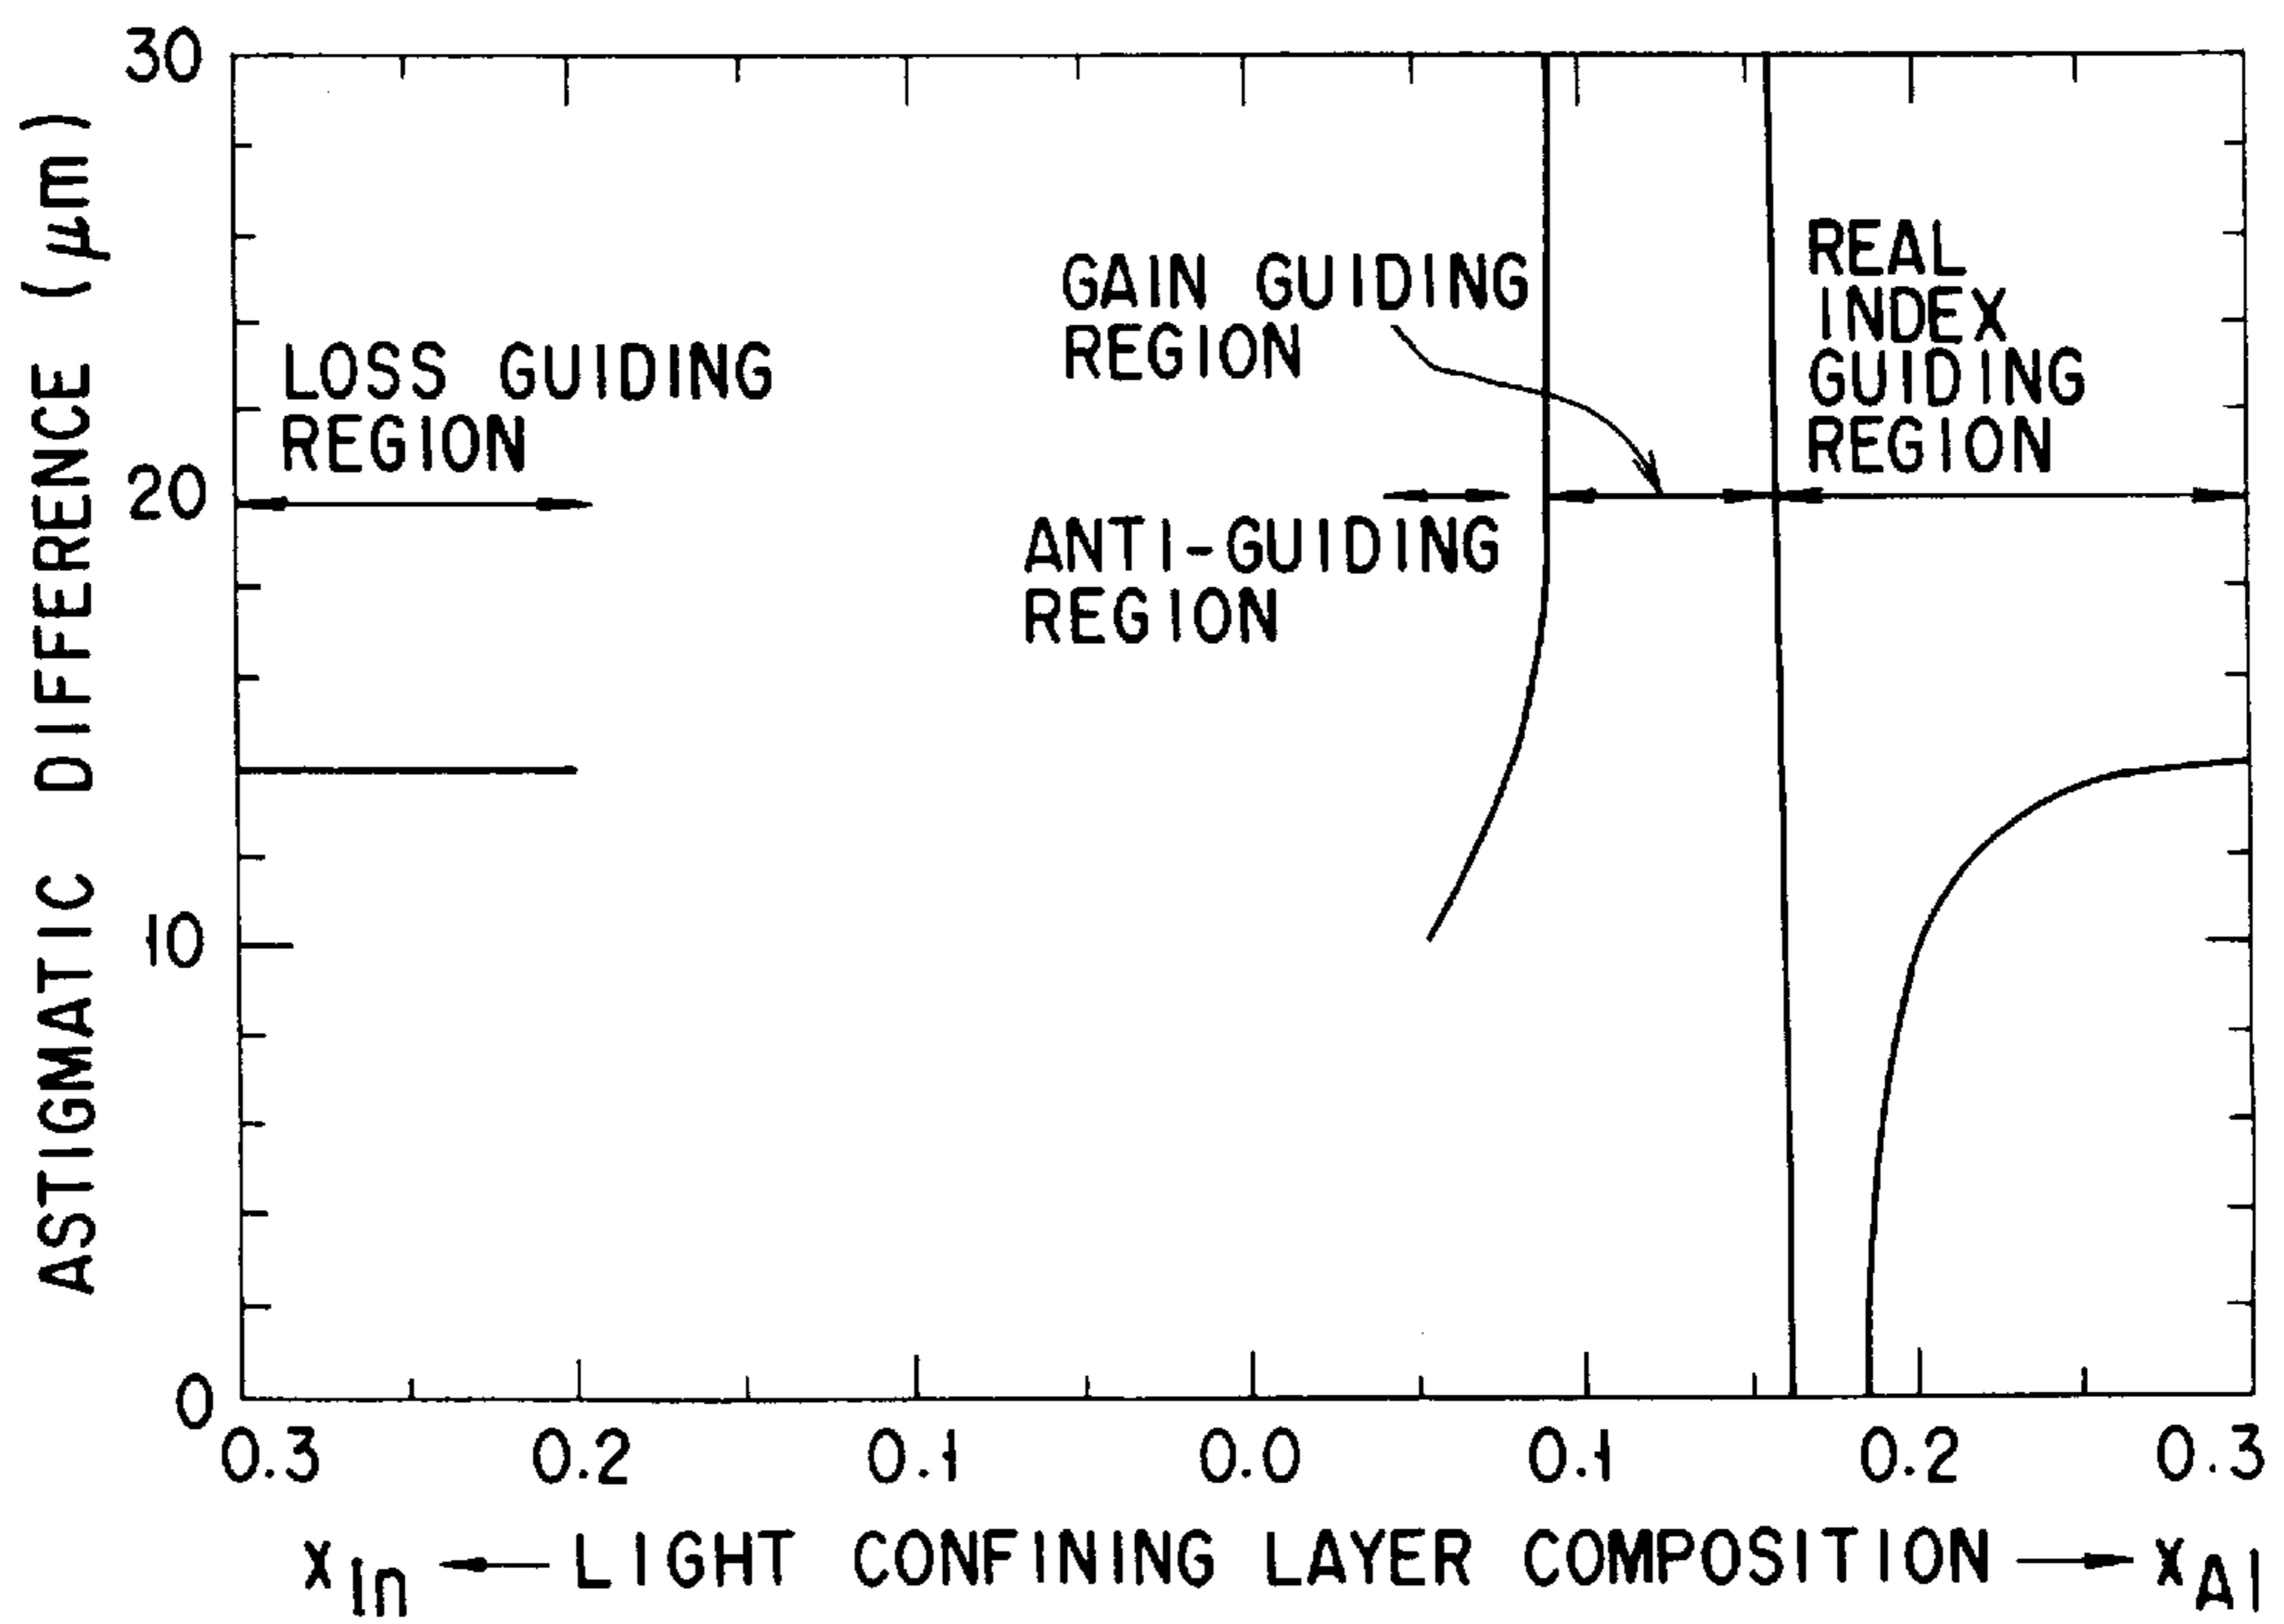 30
20
10
0
ASTIGMATIC DIFFERENCE (μm)
LOSS GUIDING
REGION
GAIN GUIDING
REGION
ANTI-GUIDING
REGION
REAL
INDEX
GUIDING
REGION
0.3 0.2 0.1 0.0 0.1 0.2 0.3
xIn ← LIGHT CONFINING LAYER COMPOSITION → xAl